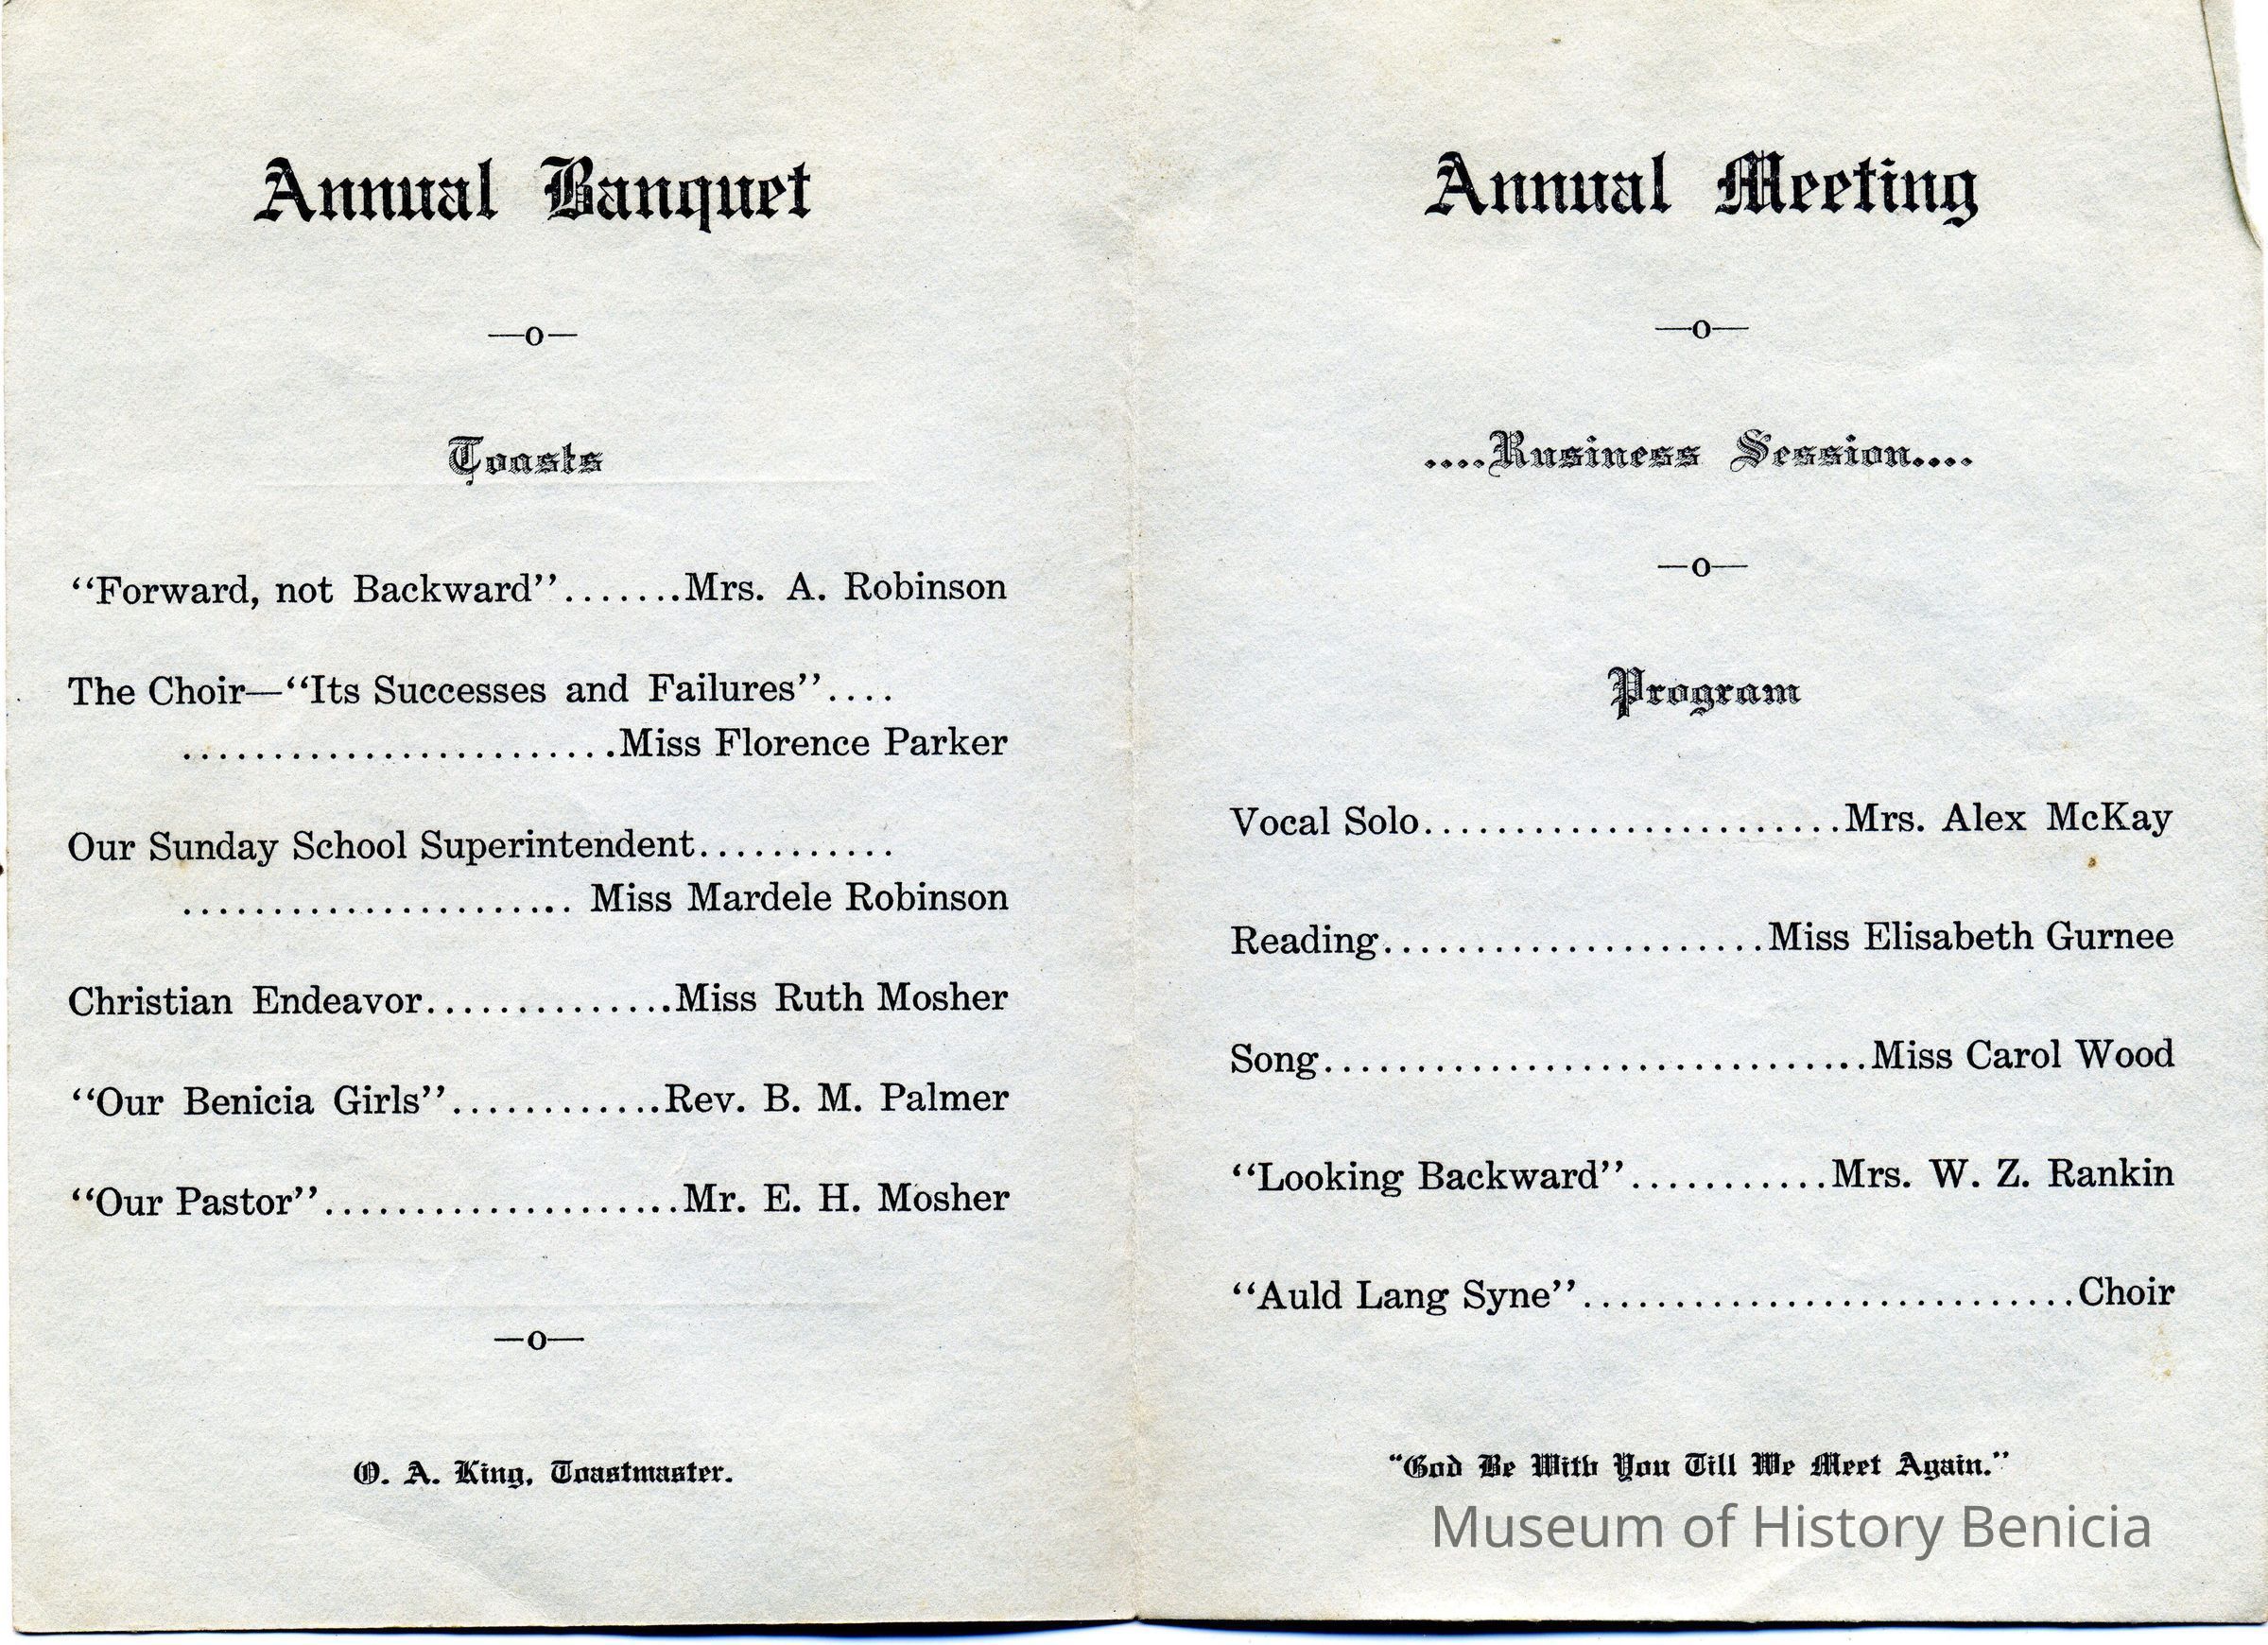 Annual Banquet
—o—
Toasts
“Forward, not Backward”.......Mrs. A. Robinson
The Choir—“Its Successes and Failures”....
........................Miss Florence Parker
Our Sunday School Superintendent...........
...................... Miss Mardele Robinson
Christian Endeavor..............Miss Ruth Mosher
“Our Benicia Girls”............Rev. B. M. Palmer
“Our Pastor”....................Mr. E. H. Mosher
—o—
O. A. King, Toastmaster.
Annual Meeting
—o—
....Rusiness Session....
—o—
Program
Vocal Solo.......................Mrs. Alex McKay
Reading.....................Miss Elisabeth Gurnee
Song..............................Miss Carol Wood
“Looking Backward”...........Mrs. W. Z. Rankin
“Auld Lang Syne”...........................Choir
“God Be With You Till We Meet Again.”
Museum of History Benicia